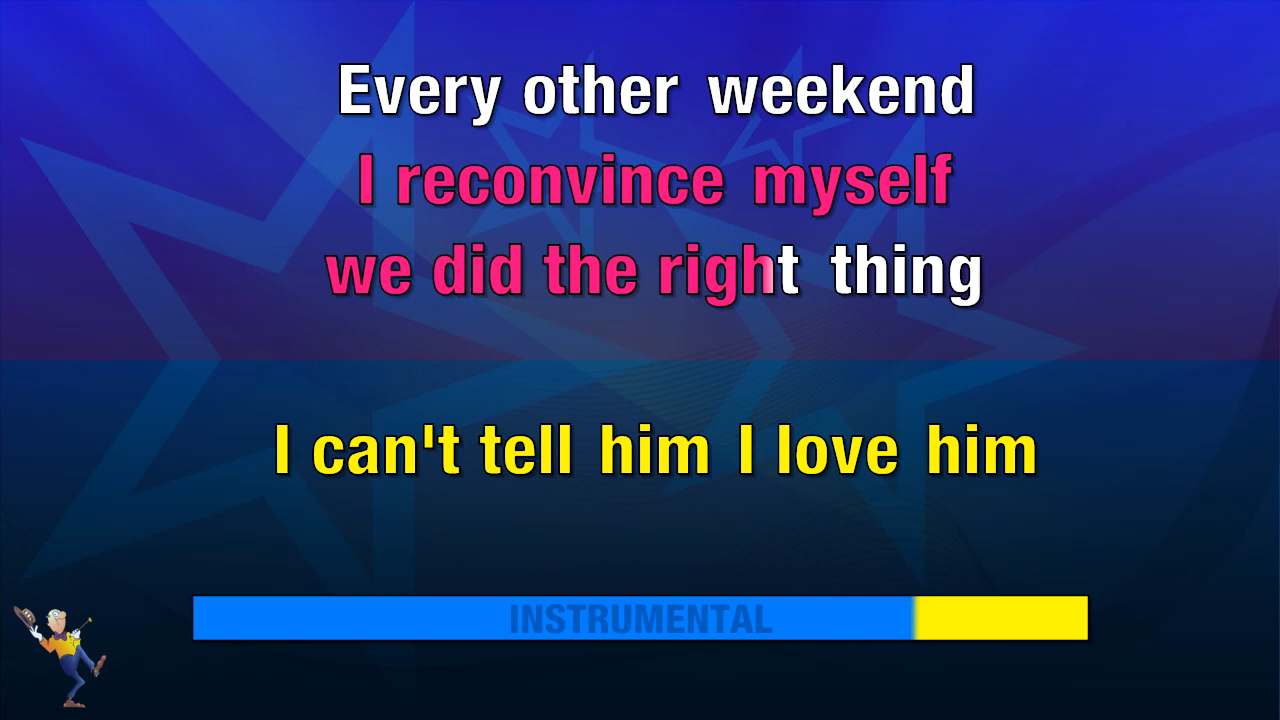 Every other weekend
I reconvince myself
we did the right thing
I can't tell him I love him
INSTRUMENTAL